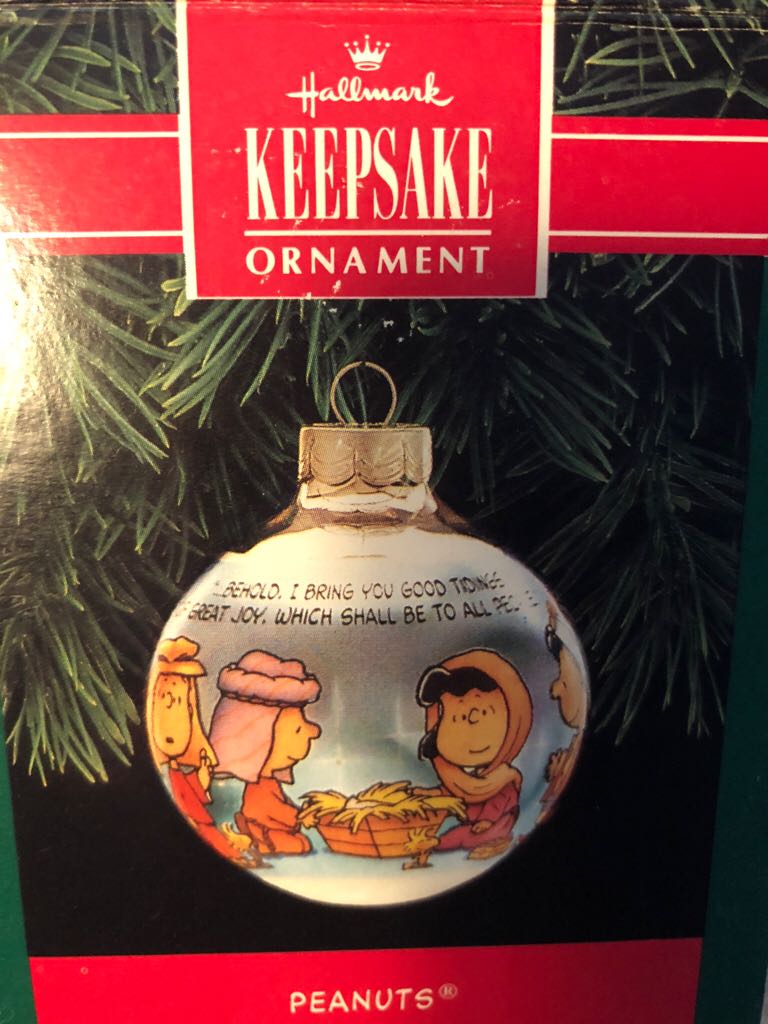 Hallmark
KEEPSAKE
ORNAMENT
"...BEHOLD, I BRING YOU GOOD TIDINGS
GREAT JOY, WHICH SHALL BE TO ALL
PEANUTS®